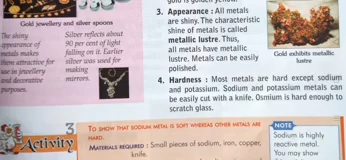 gold is golden yellow.
3. Appearance : All metals
are shiny. The characteristic
shine of metals is called
metallic lustre. Thus,
all metals have metallic
lustre. Metals can be easily
polished.
Gold exhibits metallic
lustre
4. Hardness : Most metals are hard except sodium
and potassium. Sodium and potassium metals can
be easily cut with a knife. Osmium is hard enough to
scratch glass.
Gold jewellery and silver spoons
The shiny
appearance of
metals makes
them attractive for
use in jewellery
and decorative
purposes.
Silver reflects about
90 per cent of light
falling on it. Earlier
silver was used for
making
mirrors.
3
Activity
TO SHOW THAT SODIUM METAL IS SOFT WHEREAS OTHER METALS ARE
HARD.
MATERIALS REQUIRED : Small pieces of sodium, iron, copper,
knife.
NOTE
Sodium is highly
reactive metal.
You may show